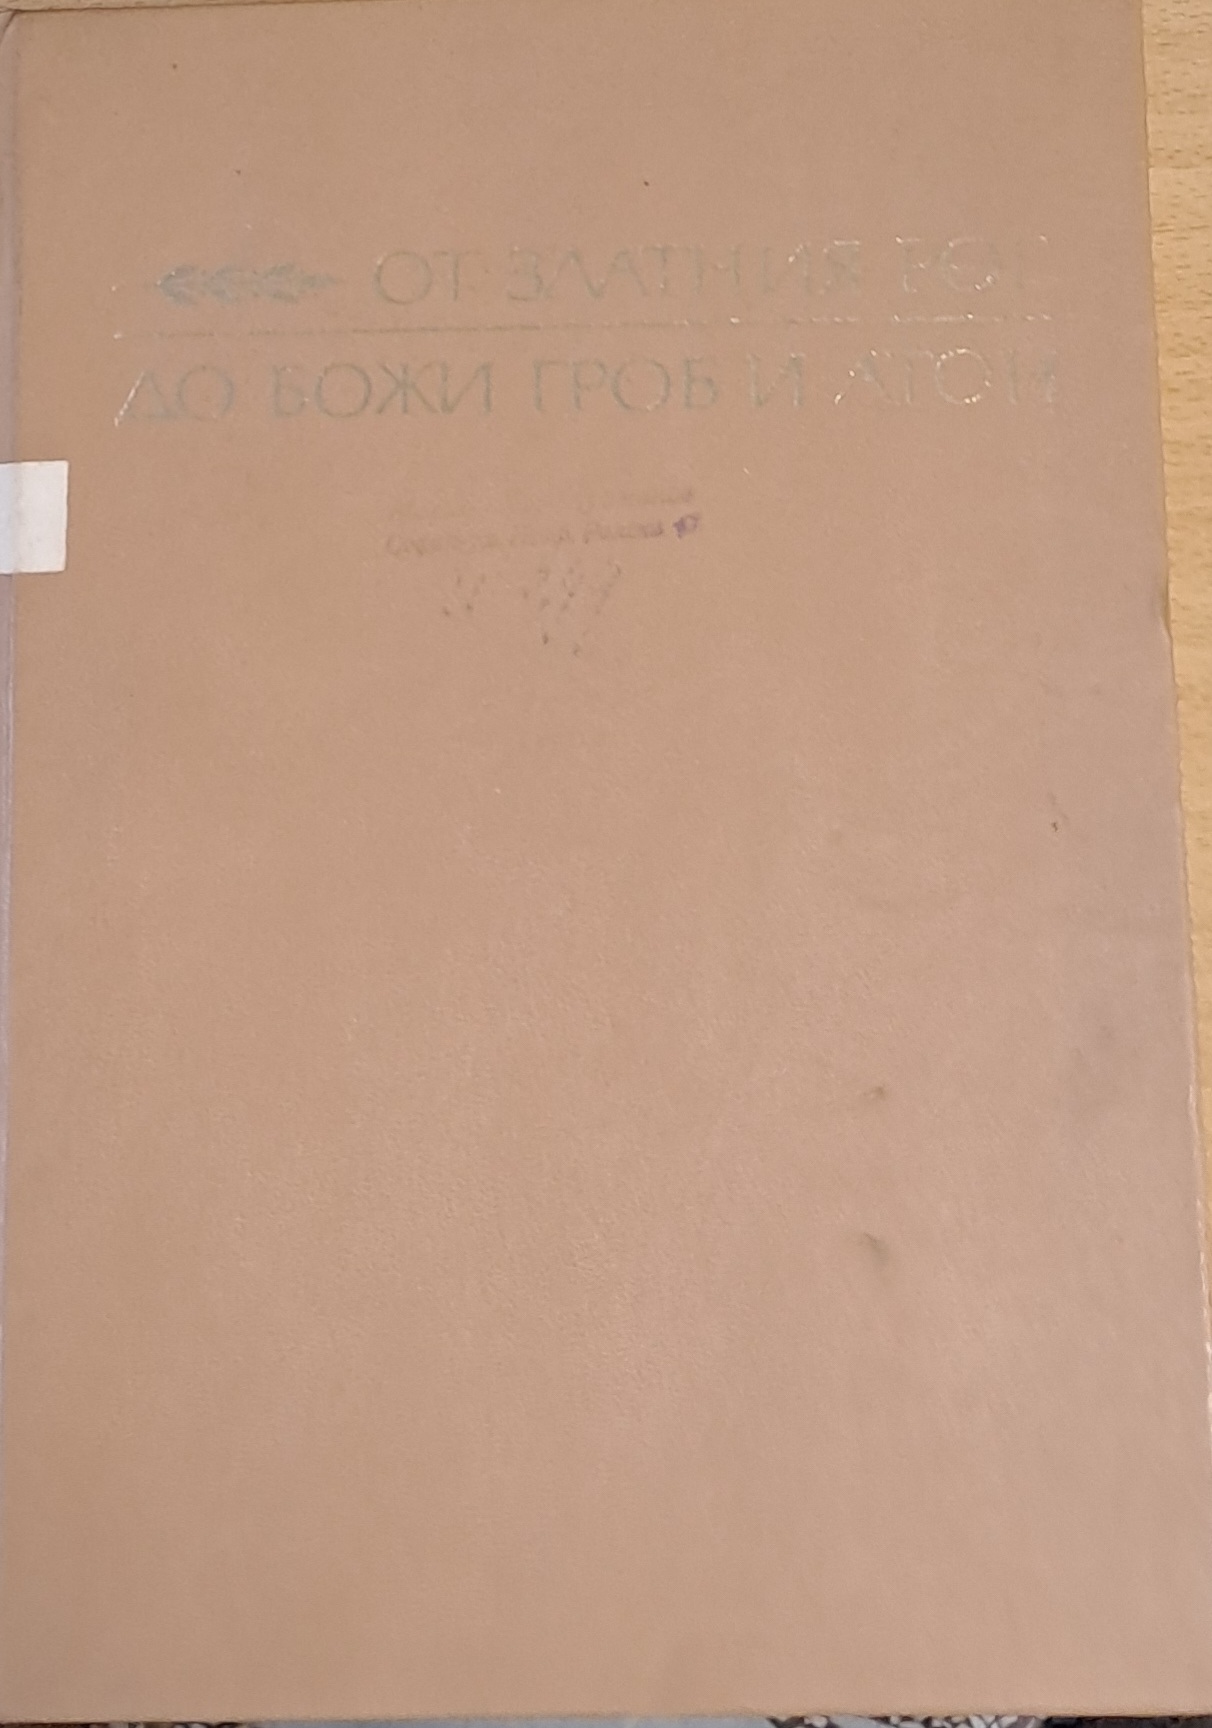 ОТ ЗЛАТНИЯ РОГ
ДО БОЖИ ГРОБ И АТОН